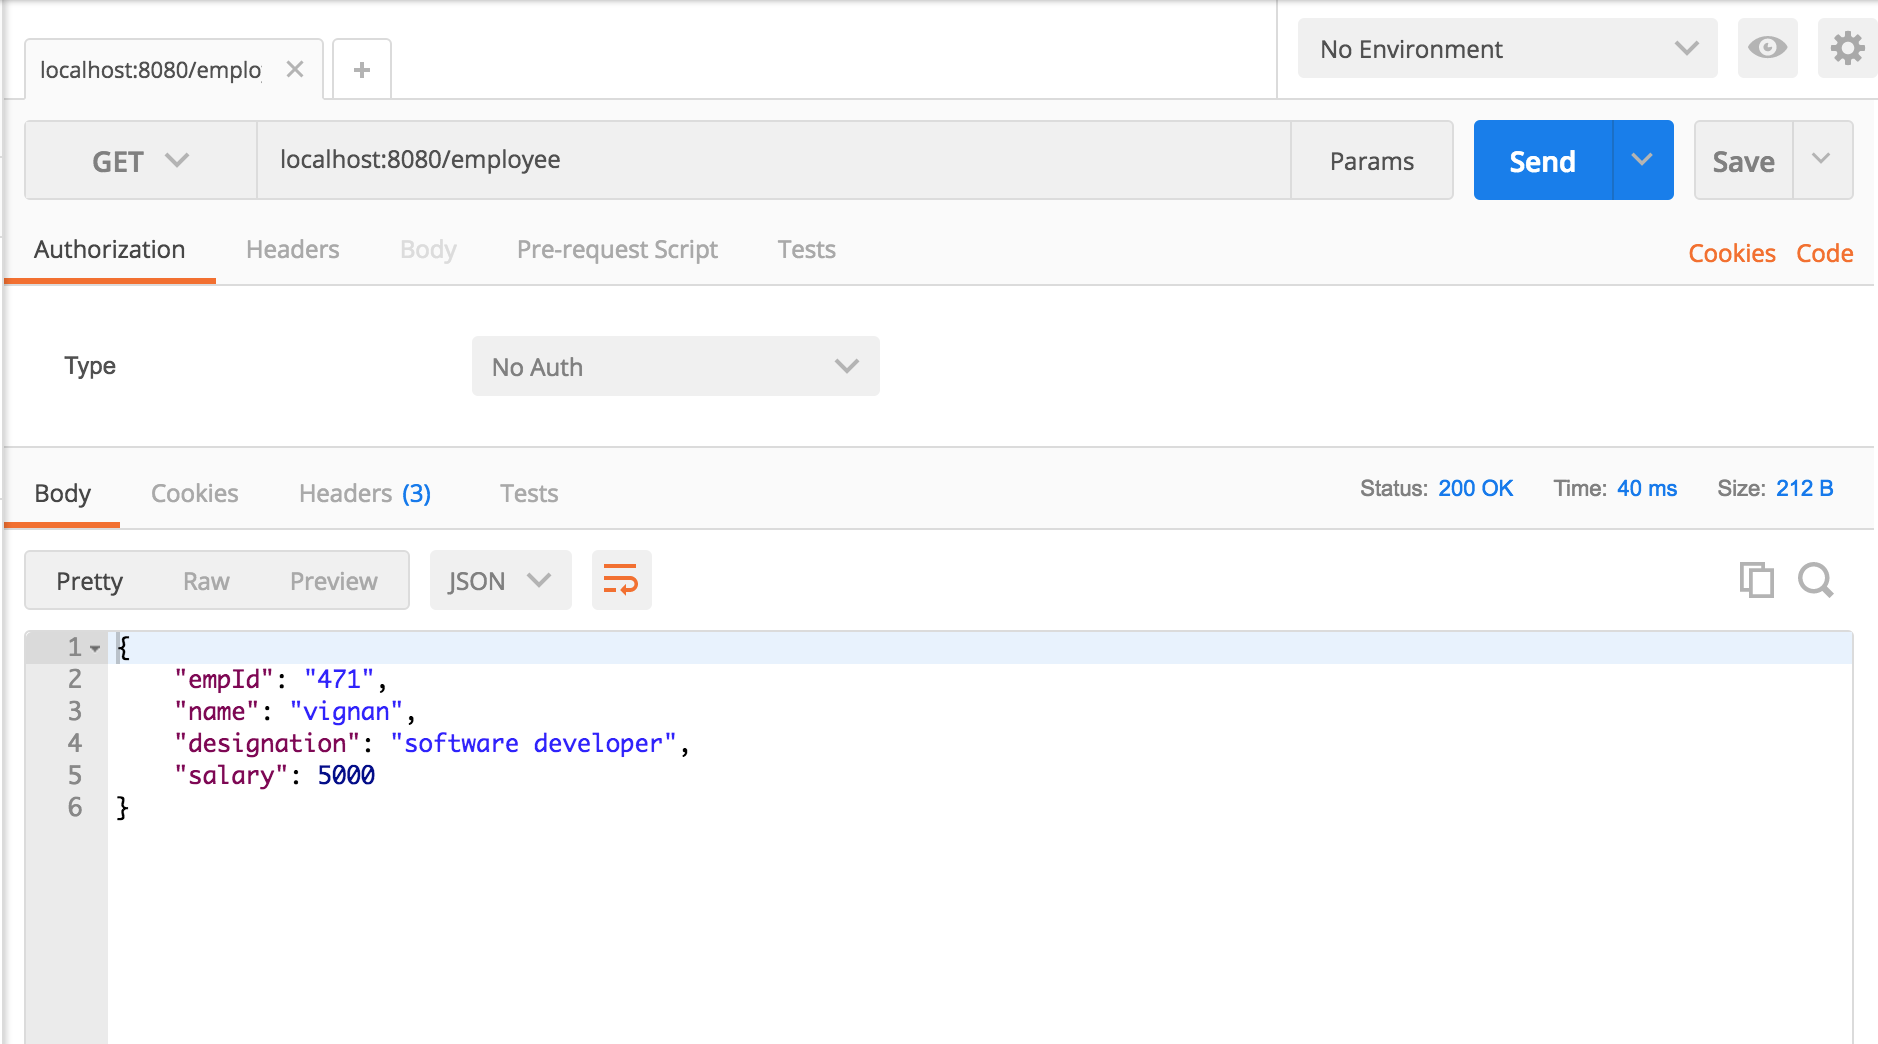 localhost:8080/emplo
No Environment
GET localhost:8080/employee Params Send Save
Authorization Headers Body Pre-request Script Tests Cookies Code
Type No Auth
Body Cookies Headers (3) Tests Status: 200 OK Time: 40 ms Size: 212 B
Pretty Raw Preview JSON
1 {
2 "empId": "471",
3 "name": "vignan",
4 "designation": "software developer",
5 "salary": 5000
6 }